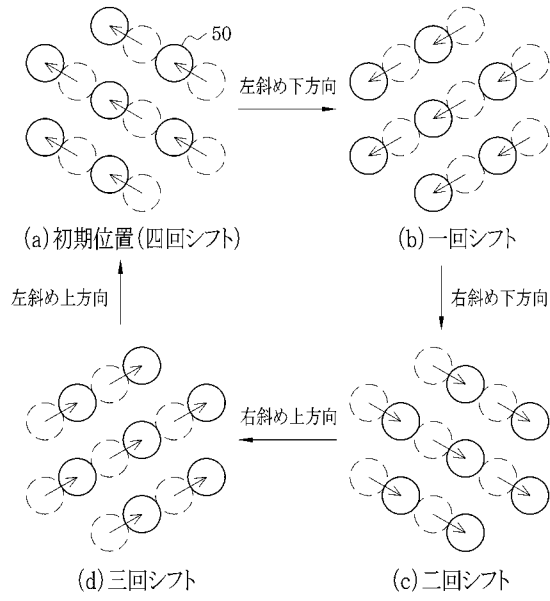 50
左斜め下方向
(a)初期位置(四回シフト)
(b)一回シフト
左斜め上方向
右斜め下方向
右斜め上方向
(d)三回シフト
(c)二回シフト